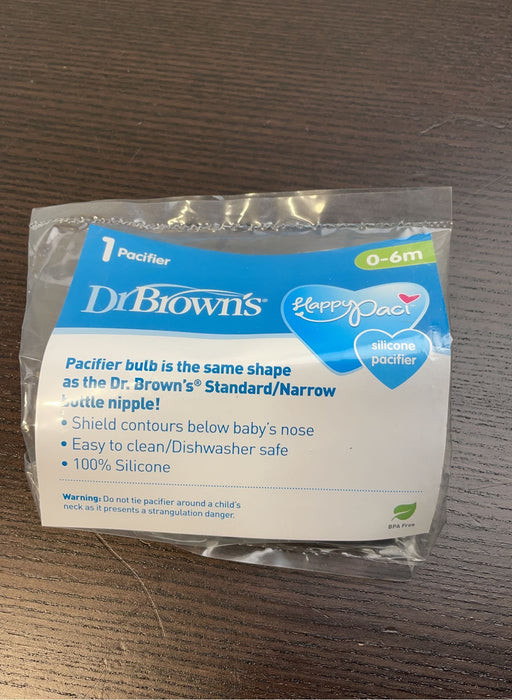 1 Pacifier
0-6m
Dr Brown's®
HappyPaci
silicone
pacifier
Pacifier bulb is the same shape
as the Dr. Brown's® Standard/Narrow
bottle nipple!
• Shield contours below baby's nose
• Easy to clean/Dishwasher safe
• 100% Silicone
Warning: Do not tie pacifier around a child's
neck as it presents a strangulation danger.
BPA Free